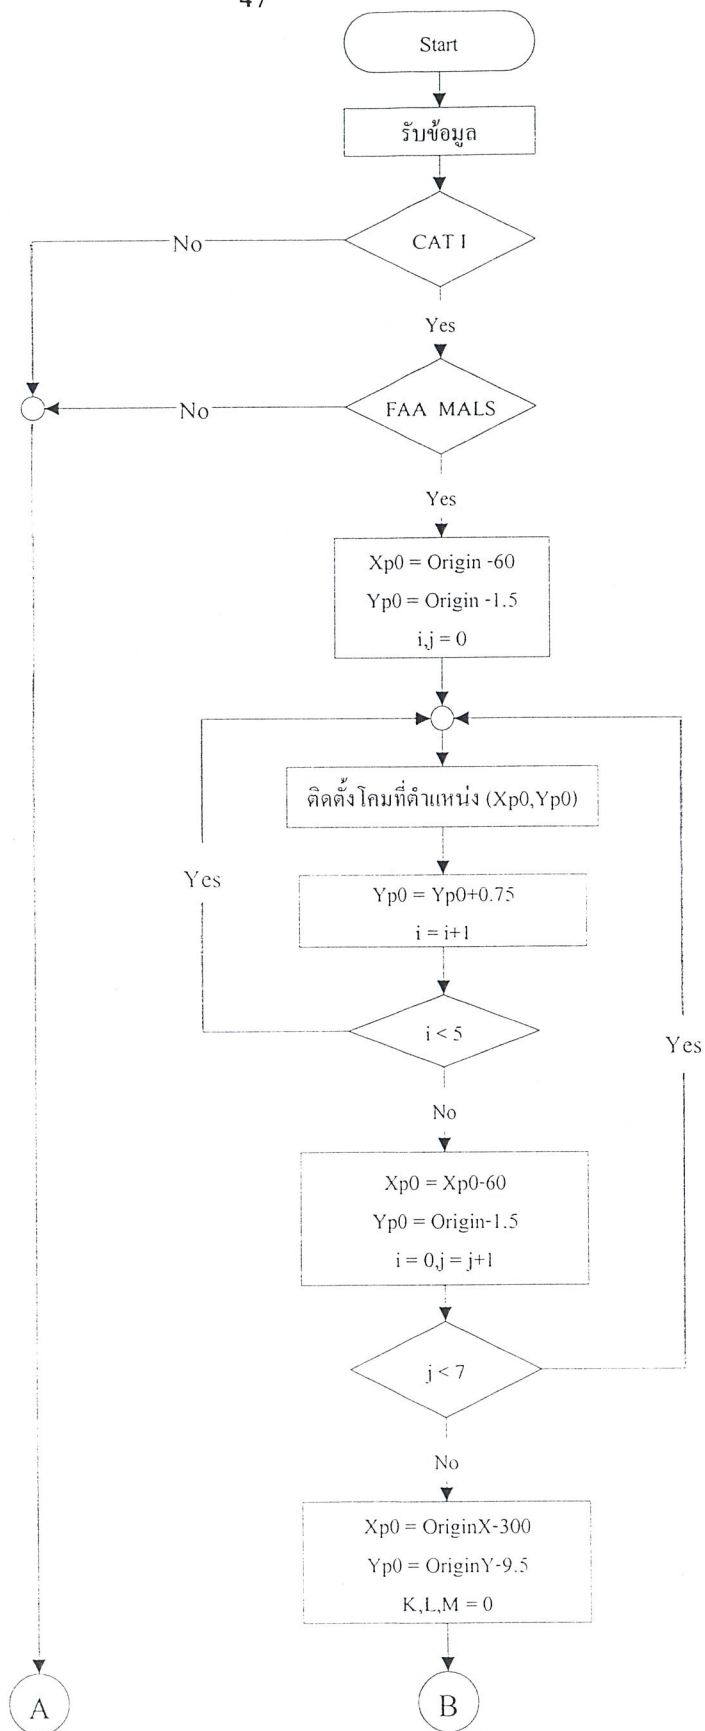 47
Start
รับข้อมูล
CAT I
No
Yes
FAA MALS
No
Yes
Xp0 = Origin -60
Yp0 = Origin -1.5
i,j = 0
ติดตั้งโคมที่ตำแหน่ง (Xp0,Yp0)
Yes
Yp0 = Yp0+0.75
i = i+1
i < 5
Yes
No
Xp0 = Xp0-60
Yp0 = Origin-1.5
i = 0,j = j+1
j < 7
No
Xp0 = OriginX-300
Yp0 = OriginY-9.5
K,L,M = 0
A
B